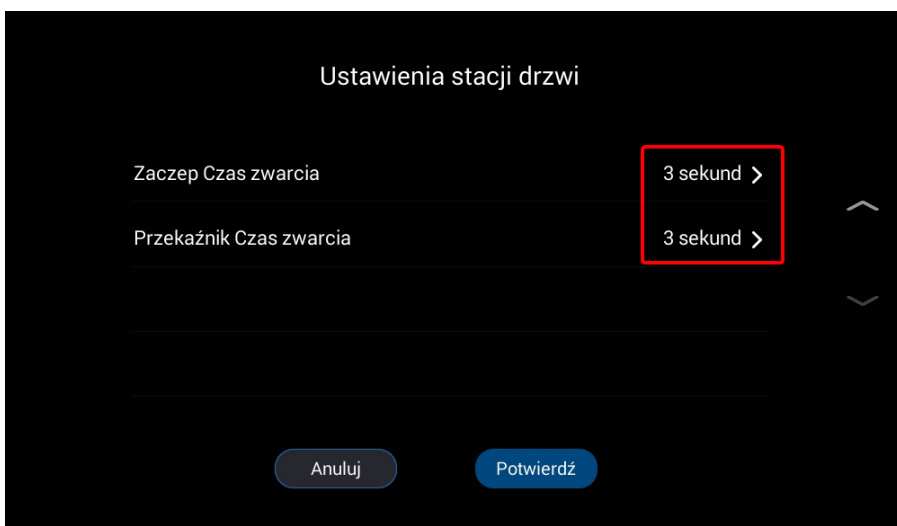 Ustawienia stacji drzwi
Zaczep Czas zwarcia 3 sekund
Przekaźnik Czas zwarcia 3 sekund
Anuluj Potwierdź